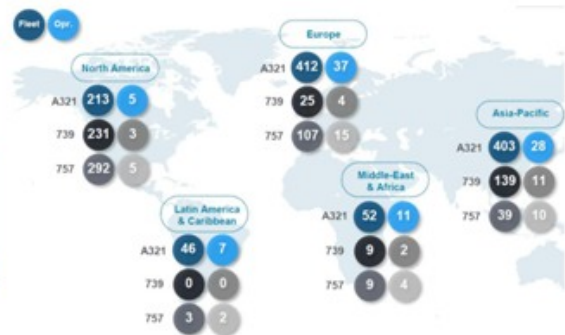 Fleet Opr.
North America
A321 213 5
739 231 3
757 292 5
Europe
A321 412 37
739 25 4
757 107 15
Asia-Pacific
A321 403 28
739 139 11
757 39 10
Middle-East
& Africa
A321 52 11
739 9 2
757 9 4
Latin America
& Caribbean
A321 46 7
739 0 0
757 3 2